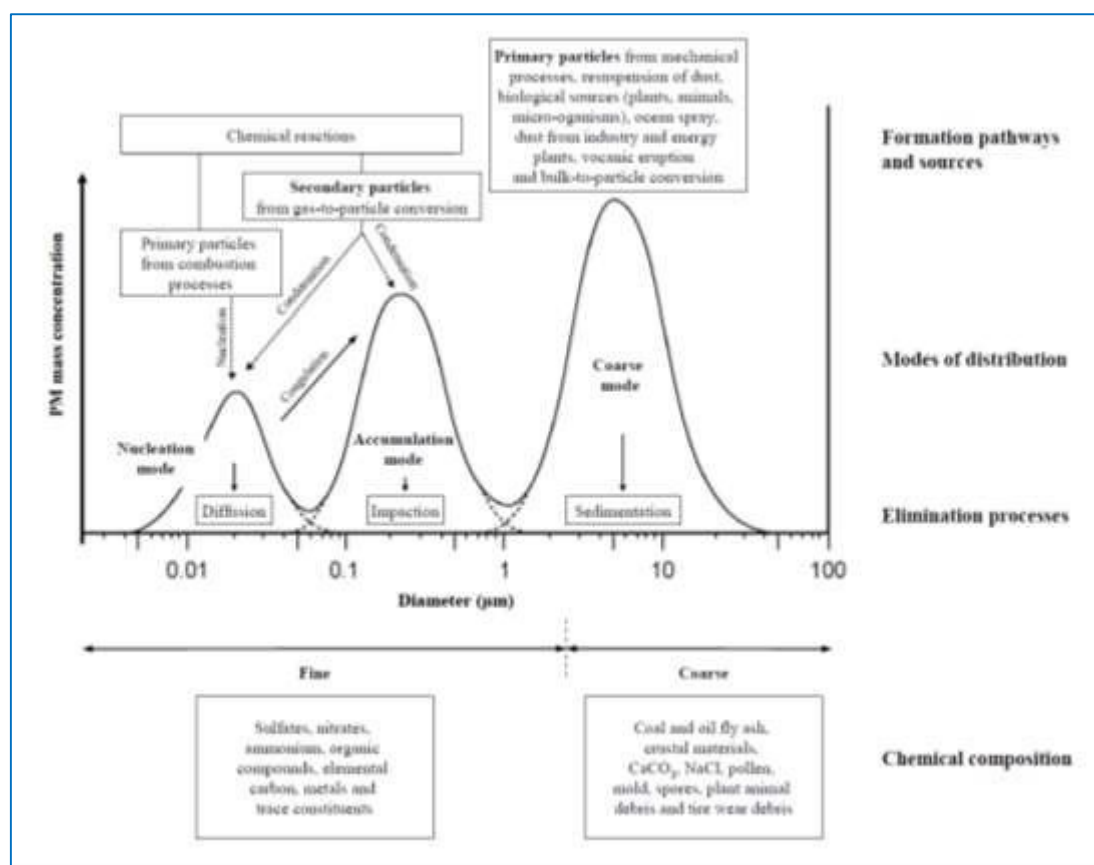 Primary particles from mechanical
processes, resuspension of dust,
biological sources (plants, animals,
micro-oganisms), ocean spray,
dust from industry and energy
plants, vocanic eruption
and bulk-to-particle conversion
Formation pathways
and sources
Chemical reactions
Secondary particles
from gas-to-particle conversion
Primary particles
from combustion
processes
Nucleation
Condensation
Condensation
Coagulation
PM mass concentration
Modes of distribution
Coarse
mode
Nucleation
mode
Accumulation
mode
Diffission
Impaction
Sedimentation
Elimination processes
0.01
0.1
1
10
100
Diameter (µm)
Fine
Coarse
Sulfates, nitrates,
ammonium, organic
compounds, elemental
carbon, metals and
trace constituents
Coal and oil fly ash,
crustal materials,
CaCO₃, NaCl, pollen,
mold, spores, plant animal
debris and tire wear debris
Chemical composition